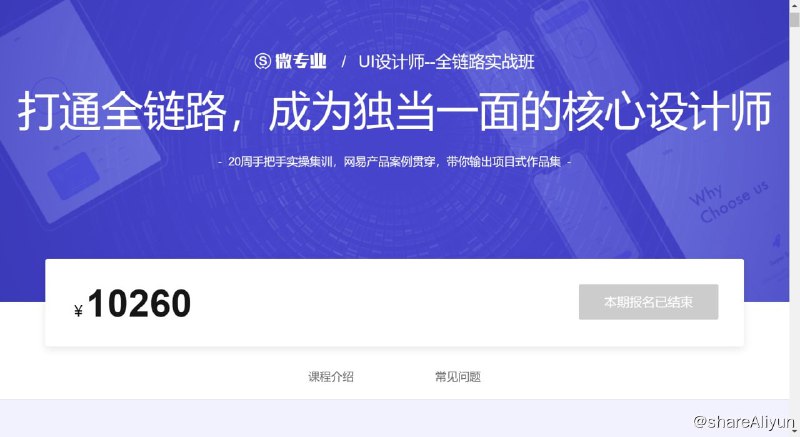 微专业 / UI设计师--全链路实战班
打通全链路，成为独当一面的核心设计师
- 20周手把手实操集训，网易产品案例贯穿，带你输出项目式作品集 -
Why
Choose us
¥ 10260
本期报名已结束
课程介绍 常见问题
@shareAliyun